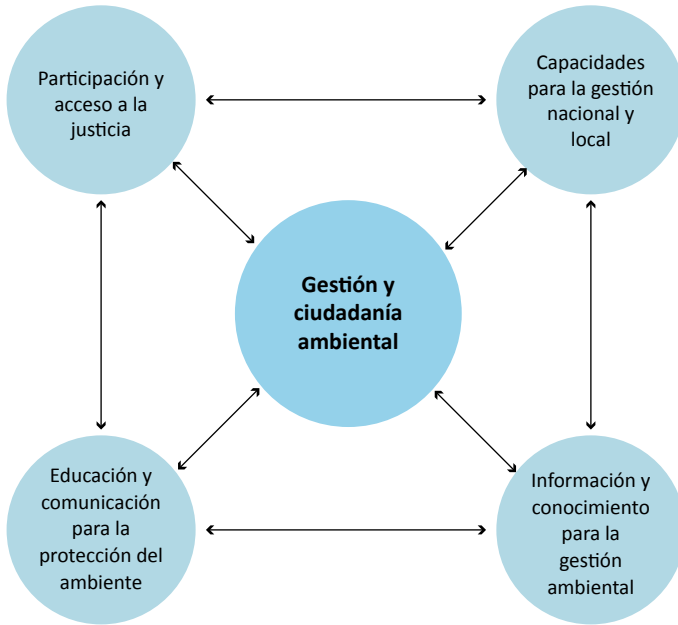 Participación y
acceso a la
justicia
Capacidades
para la gestión
nacional y
local
Gestión y
ciudadanía
ambiental
Educación y
comunicación
para la
protección del
ambiente
Información y
conocimiento
para la
gestión
ambiental